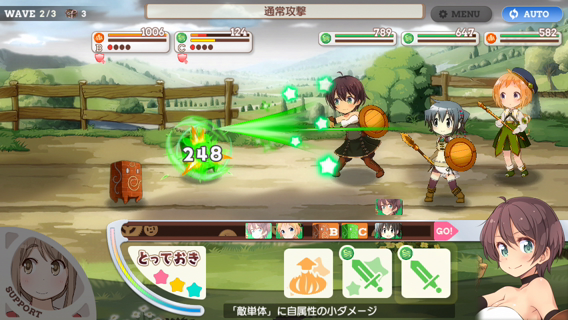 WAVE 2/3 3
通常攻撃
MENU
AUTO
1006
124
789
647
582
B
C
248
B C GO!
とっておき
SUPPORT
「敵単体」に自属性の小ダメージ